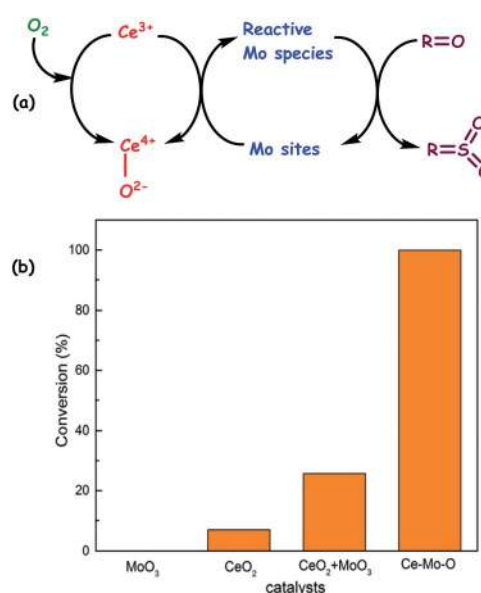 O₂ Ce³⁺ Reactive Mo species R=O
(a)
Ce⁴⁺ Mo sites R=S=O
O²⁻ O
(b)
100
80
60
40
20
0
Conversion (%)
MoO₃ CeO₂ CeO₂+MoO₃ Ce-Mo-O
catalysts